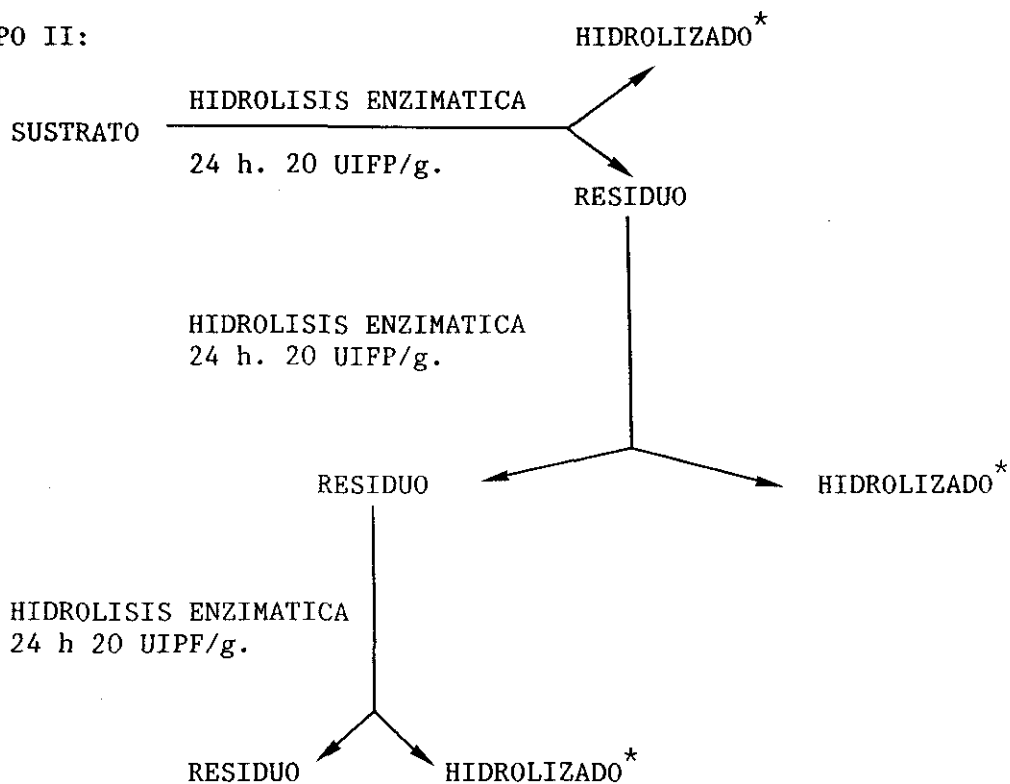 PO II:
HIDROLIZADO*
HIDROLISIS ENZIMATICA
SUSTRATO
24 h. 20 UIFP/g.
RESIDUO
HIDROLISIS ENZIMATICA
24 h. 20 UIFP/g.
RESIDUO
HIDROLIZADO*
HIDROLISIS ENZIMATICA
24 h 20 UIPF/g.
RESIDUO
HIDROLIZADO*